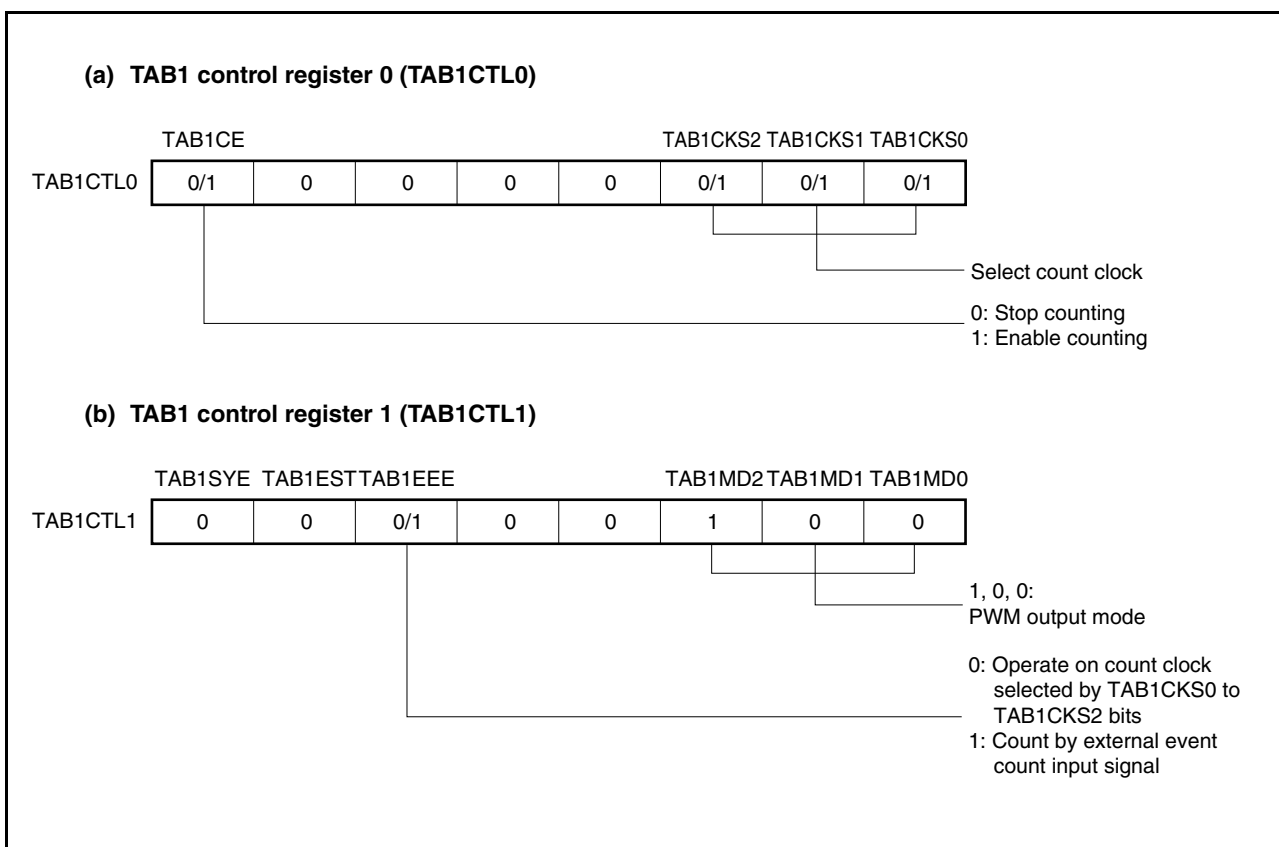 (a) TAB1 control register 0 (TAB1CTL0)
TAB1CE TAB1CKS2 TAB1CKS1 TAB1CKS0
TAB1CTL0 0/1 0 0 0 0 0/1 0/1 0/1
Select count clock
0: Stop counting
1: Enable counting
(b) TAB1 control register 1 (TAB1CTL1)
TAB1SYE TAB1EST TAB1EEE TAB1MD2 TAB1MD1 TAB1MD0
TAB1CTL1 0 0 0/1 0 0 1 0 0
1, 0, 0:
PWM output mode
0: Operate on count clock
selected by TAB1CKS0 to
TAB1CKS2 bits
1: Count by external event
count input signal